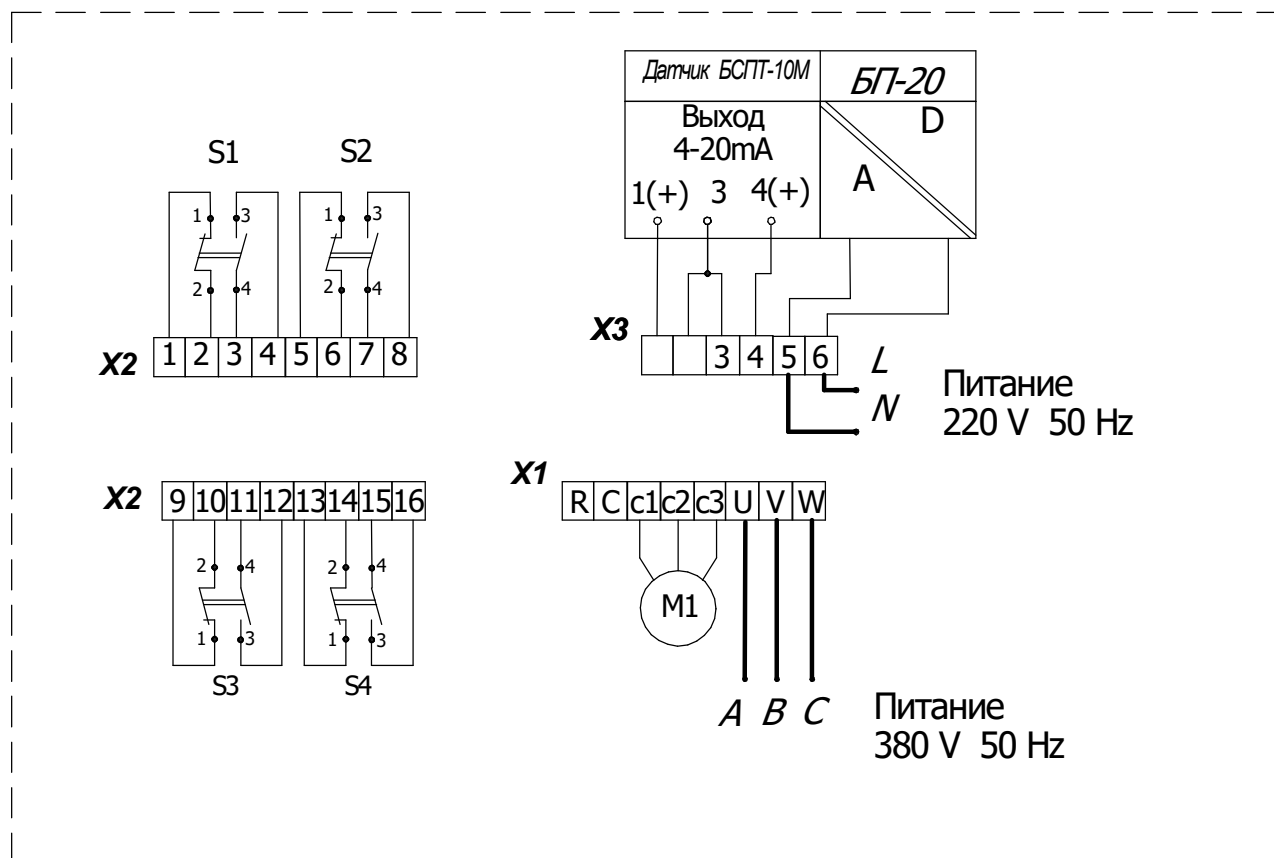 Датчик БСПТ-10М
БП-20
Выход
4-20mA
D
A
1(+) 3 4(+)
S1 S2
1 3 1 3
2 4 2 4
X2 1 2 3 4 5 6 7 8
X3 3 4 5 6
L
N
Питание
220 V 50 Hz
X2 9 10 11 12 13 14 15 16
X1 R C c1 c2 c3 U V W
2 4 2 4
1 3 1 3
S3 S4
M1
A B C
Питание
380 V 50 Hz